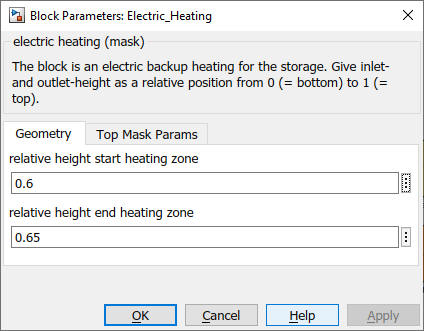 Block Parameters: Electric_Heating
electric heating (mask)
The block is an electric backup heating for the storage. Give inlet-
and outlet-height as a relative position from 0 (= bottom) to 1 (=
top).
Geometry
Top Mask Params
relative height start heating zone
0.6
relative height end heating zone
0.65
OK
Cancel
Help
Apply